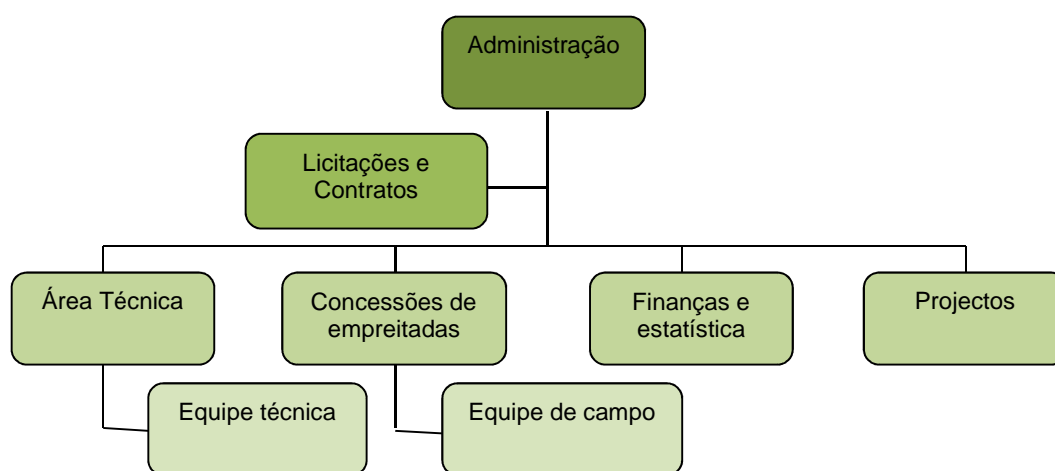 Administração
Licitações e
Contratos
Área Técnica
Concessões de
empreitadas
Finanças e
estatística
Projectos
Equipe técnica
Equipe de campo